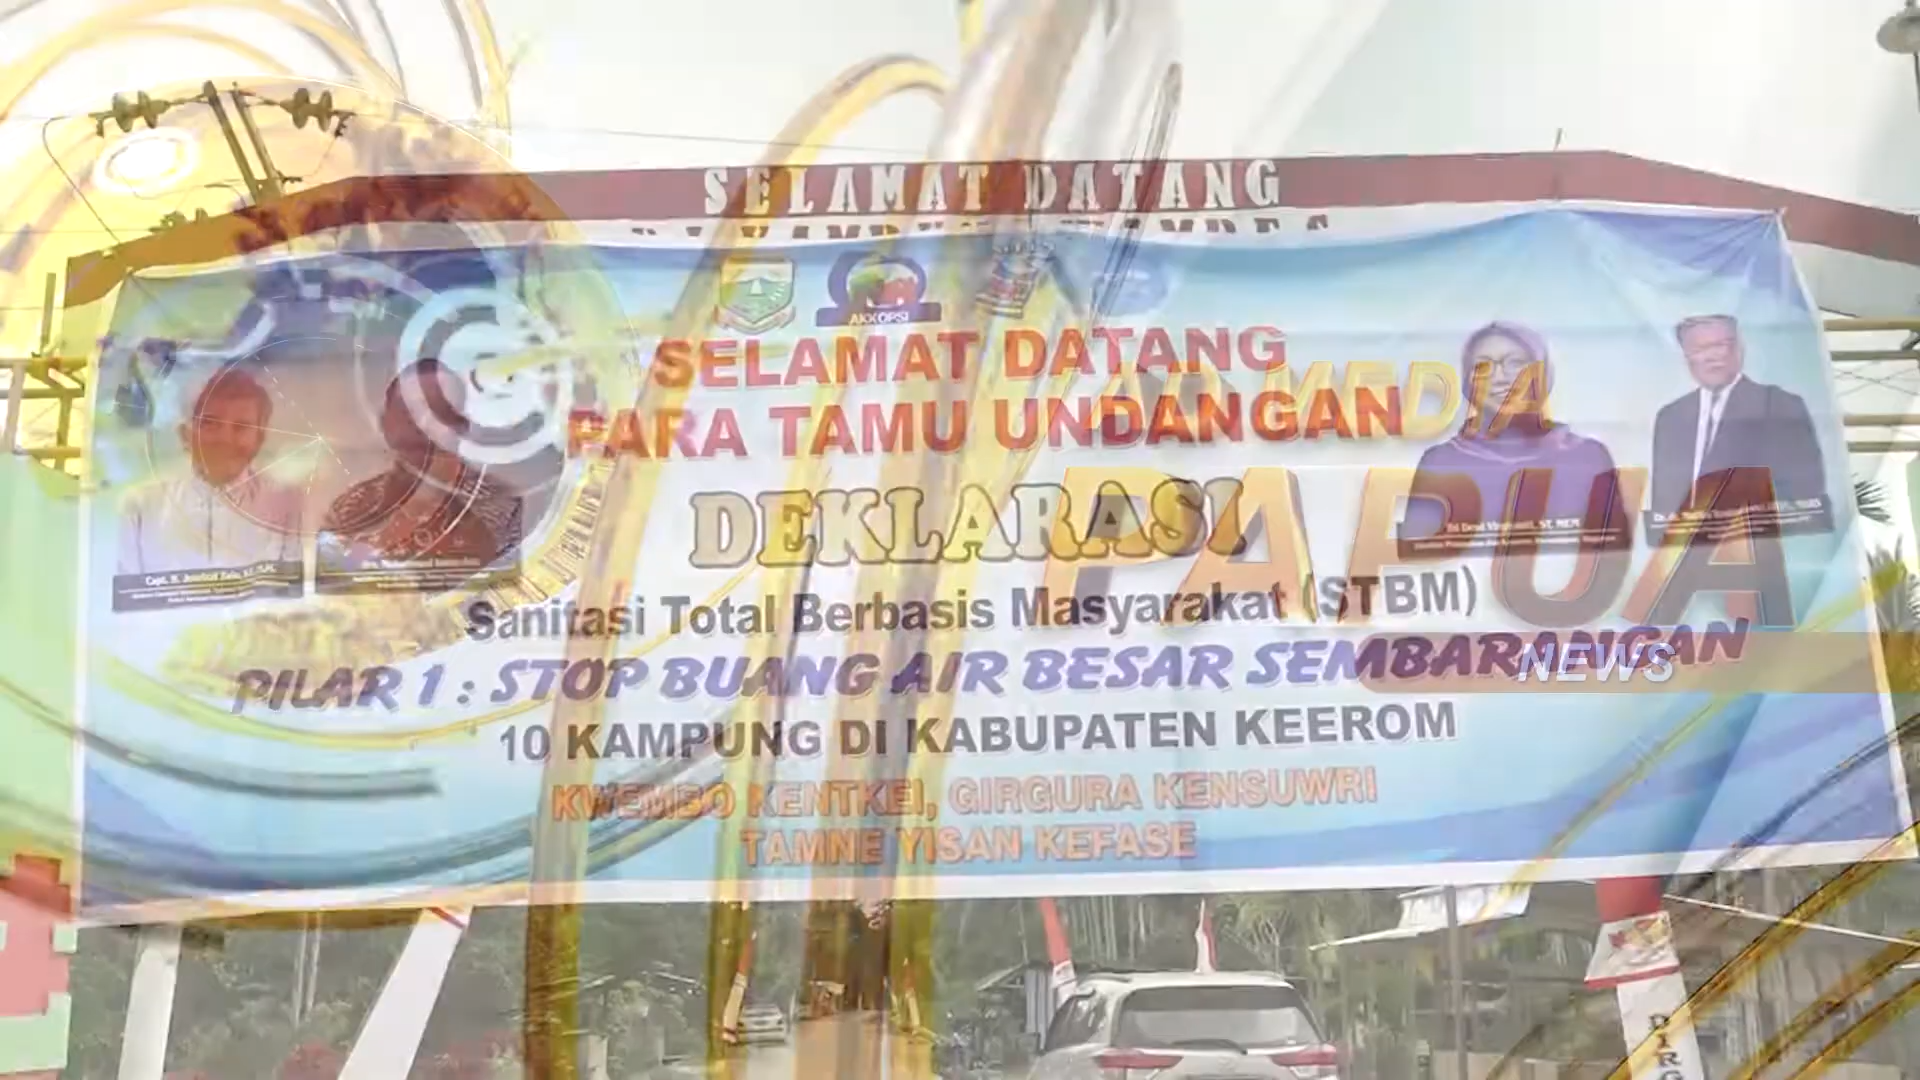 SELAMAT DATANG
AKKOPSI
SELAMAT DATANG
PARA TAMU UNDANGAN
DEKLARASI
Sanitasi Total Berbasis Masyarakat (STBM)
PILAR 1 : STOP BUANG AIR BESAR SEMBARANGAN
10 KAMPUNG DI KABUPATEN KEEROM
KWEMBO KENTKEI, GIRGURA KENSUWRI
TAMNE YISAN KEFASE
MEDIA
PAPUA
NEWS